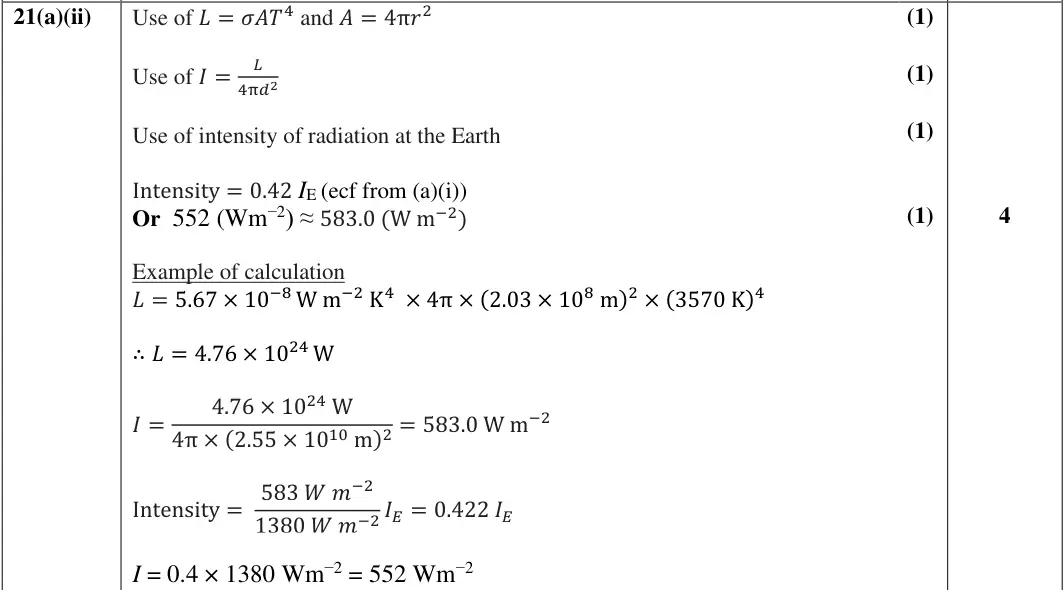 21(a)(ii) Use of 𝐿 = 𝜎𝐴𝑇⁴ and 𝐴 = 4π𝑟² (1)
Use of 𝐼 = 𝐿/4π𝑑² (1)
Use of intensity of radiation at the Earth (1)
Intensity = 0.42 I_E (ecf from (a)(i))
Or 552 (Wm⁻²) ≈ 583.0 (W m⁻²) (1) 4
Example of calculation
𝐿 = 5.67 × 10⁻⁸ W m⁻² K⁴ × 4π × (2.03 × 10⁸ m)² × (3570 K)⁴
∴ 𝐿 = 4.76 × 10²⁴ W
𝐼 = 4.76 × 10²⁴ W / 4π × (2.55 × 10¹⁰ m)² = 583.0 W m⁻²
Intensity = 583 𝑊 𝑚⁻² / 1380 𝑊 𝑚⁻² 𝐼_𝐸 = 0.422 𝐼_𝐸
I = 0.4 × 1380 Wm⁻² = 552 Wm⁻²